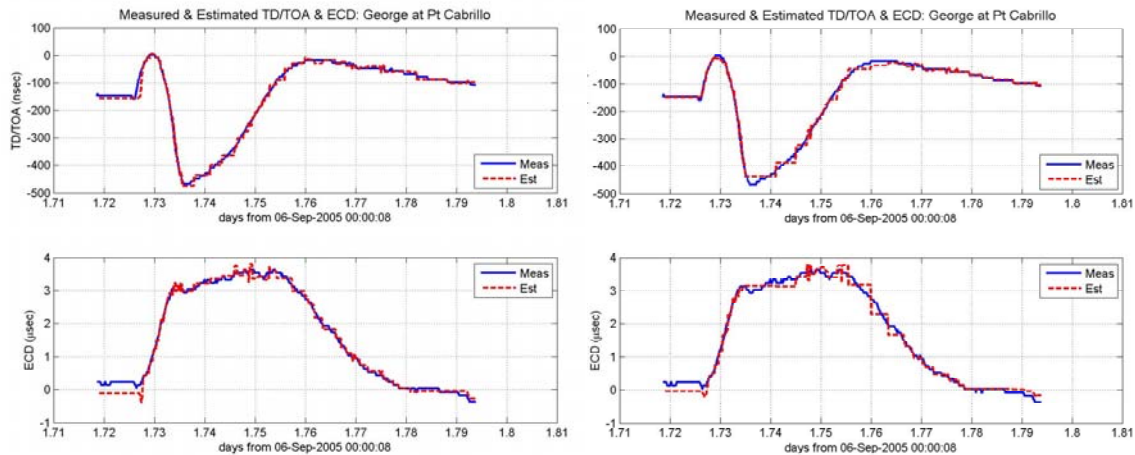 Measured & Estimated TD/TOA & ECD: George at Pt Cabrillo
100
0
-100
-200
-300
-400
-500
TD/TOA (nsec)
Meas
Est
1.71 1.72 1.73 1.74 1.75 1.76 1.77 1.78 1.79 1.8 1.81
days from 06-Sep-2005 00:00:08
4
3
2
1
0
-1
ECD (µsec)
Meas
Est
1.71 1.72 1.73 1.74 1.75 1.76 1.77 1.78 1.79 1.8 1.81
days from 06-Sep-2005 00:00:08
Measured & Estimated TD/TOA & ECD: George at Pt Cabrillo
100
0
-100
-200
-300
-400
-500
Meas
Est
1.71 1.72 1.73 1.74 1.75 1.76 1.77 1.78 1.79 1.8 1.81
days from 06-Sep-2005 00:00:08
4
3
2
1
0
-1
ECD (µsec)
Meas
Est
1.71 1.72 1.73 1.74 1.75 1.76 1.77 1.78 1.79 1.8 1.81
days from 06-Sep-2005 00:00:08